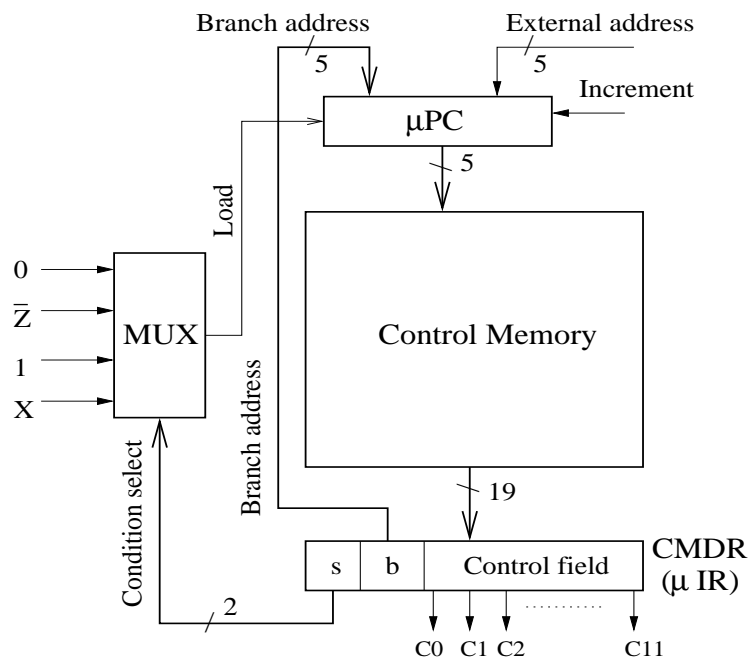 Branch address
External address
5
5
Increment
μPC
5
Load
0
Z̅
1
X
MUX
Control Memory
Condition select
Branch address
19
s
b
Control field
CMDR
(μ IR)
2
C0
C1
C2
C11